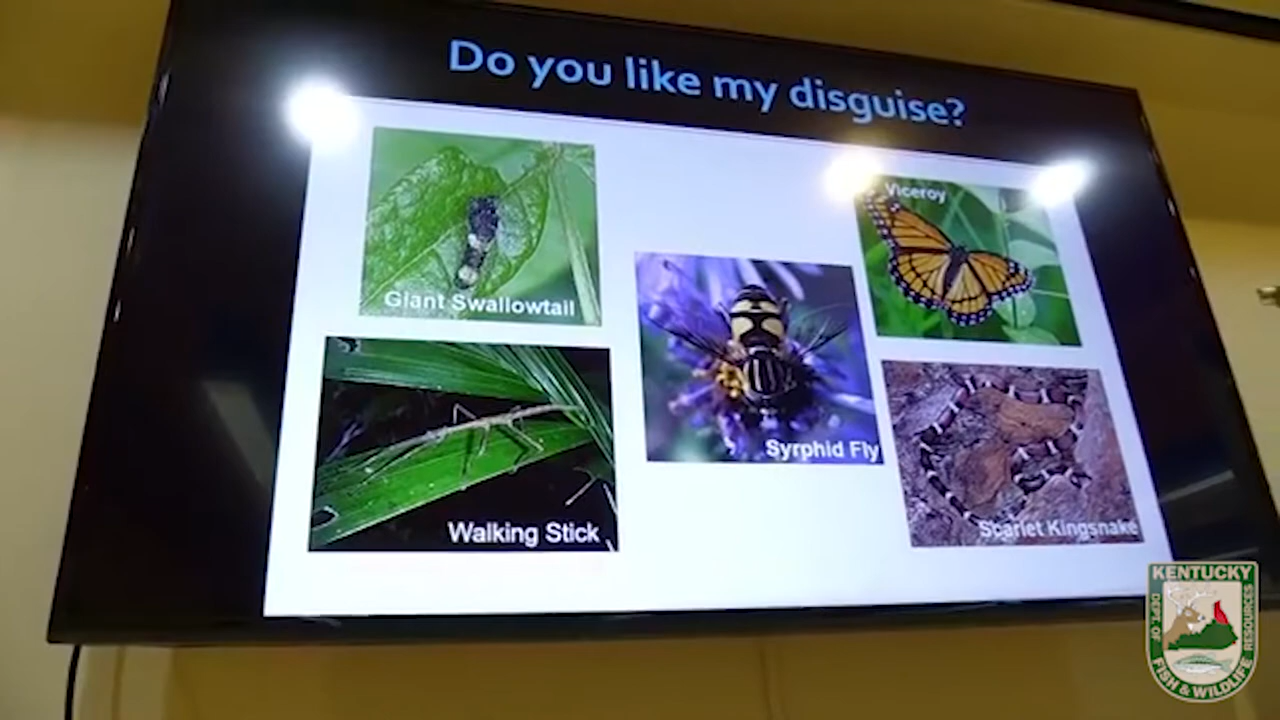 Do you like my disguise?
Giant Swallowtail
Viceroy
Syrphid Fly
Walking Stick
Scarlet Kingsnake
KENTUCKY
DEPT. OF
FISH & WILDLIFE
RESOURCES